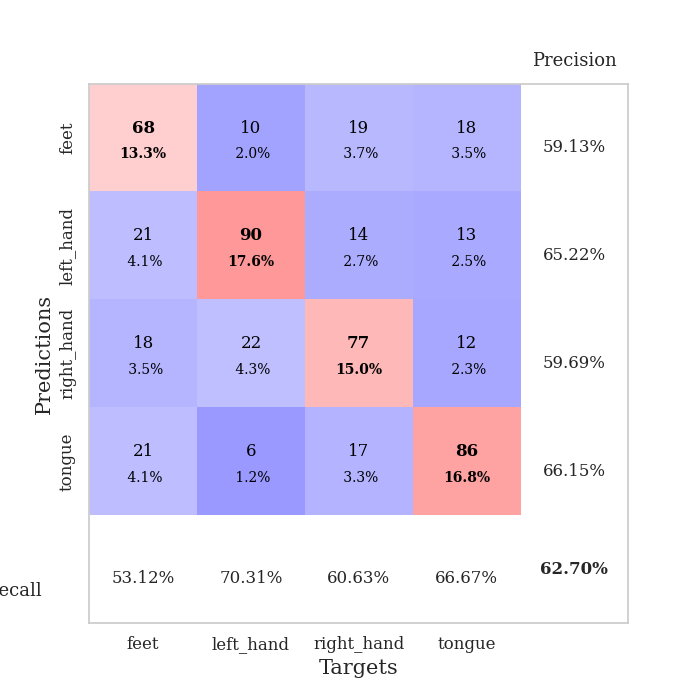 Precision
feet
68 10 19 18 59.13%
13.3% 2.0% 3.7% 3.5%
left_hand
21 90 14 13 65.22%
4.1% 17.6% 2.7% 2.5%
Predictions
right_hand
18 22 77 12 59.69%
3.5% 4.3% 15.0% 2.3%
tongue
21 6 17 86 66.15%
4.1% 1.2% 3.3% 16.8%
ecall
53.12% 70.31% 60.63% 66.67% 62.70%
feet left_hand right_hand tongue
Targets